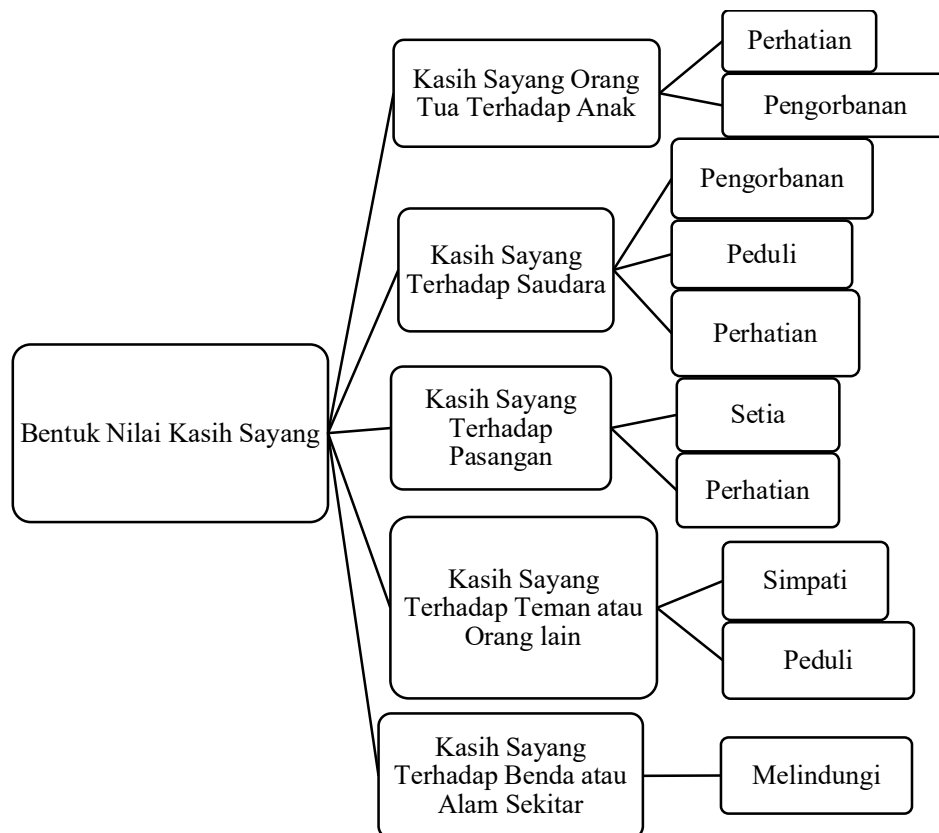 Bentuk Nilai Kasih Sayang
Kasih Sayang Orang
Tua Terhadap Anak
Perhatian
Pengorbanan
Kasih Sayang
Terhadap Saudara
Pengorbanan
Peduli
Perhatian
Kasih Sayang
Terhadap
Pasangan
Setia
Perhatian
Kasih Sayang
Terhadap Teman atau
Orang lain
Simpati
Peduli
Kasih Sayang
Terhadap Benda atau
Alam Sekitar
Melindungi